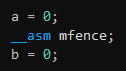 a = 0;
__asm mfence;
b = 0;